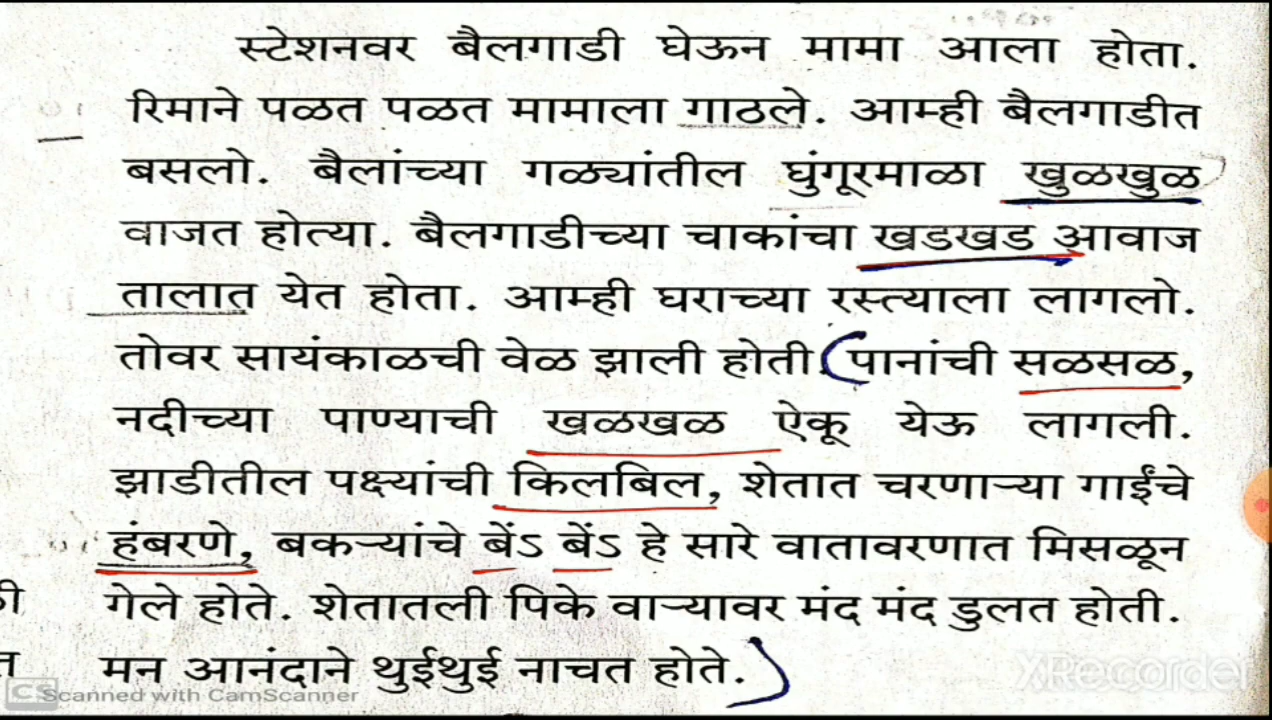 स्टेशनवर बैलगाडी घेऊन मामा आला होता.
रिमाने पळत पळत मामाला गाठले. आम्ही बैलगाडीत
बसलो. बैलांच्या गळ्यांतील घुंगूरमाळा खुळखुळ
वाजत होत्या. बैलगाडीच्या चाकांचा खडखड आवाज
तालात येत होता. आम्ही घराच्या रस्त्याला लागलो.
तोवर सायंकाळची वेळ झाली होती. (पानांची सळसळ,
नदीच्या पाण्याची खळखळ ऐकू येऊ लागली.
झाडीतील पक्ष्यांची किलबिल, शेतात चरणाऱ्या गाईंचे
हंबरणे, बकऱ्यांचे बेंऽ बेंऽ हे सारे वातावरणात मिसळून
गेले होते. शेतातली पिके वाऱ्यावर मंद मंद डुलत होती.
मन आनंदाने थुईथुई नाचत होते.)
CS Scanned with CamScanner
XRecorder